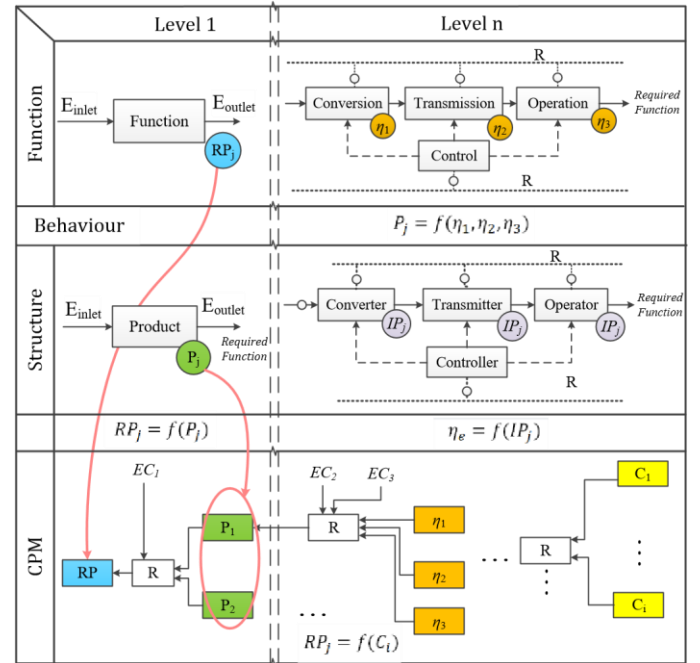 Level 1
Level n
Function
E_inlet
Function
E_outlet
RP_j
R
Conversion
Transmission
Operation
Required
Function
η_1
η_2
η_3
Control
R
Behaviour
P_j = f(η_1, η_2, η_3)
Structure
E_inlet
Product
E_outlet
Required
Function
P_j
R
Converter
Transmitter
Operator
Required
Function
IP_j
IP_j
IP_j
Controller
R
RP_j = f(P_j)
η_e = f(IP_j)
CPM
EC_1
RP
R
P_1
P_2
EC_2
EC_3
R
η_1
η_2
η_3
...
...
R
C_1
C_i
⋮
⋮
RP_j = f(C_i)